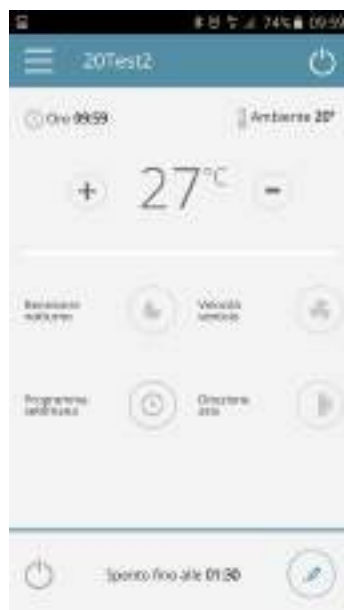 74% 09:59
20Test2
Ore 09:59
Ambiente 20°
+ 27°C -
Benessere
notturno
Velocità
ventola
Programma
settimana
Direzione
aria
Spento fino alle 01:30